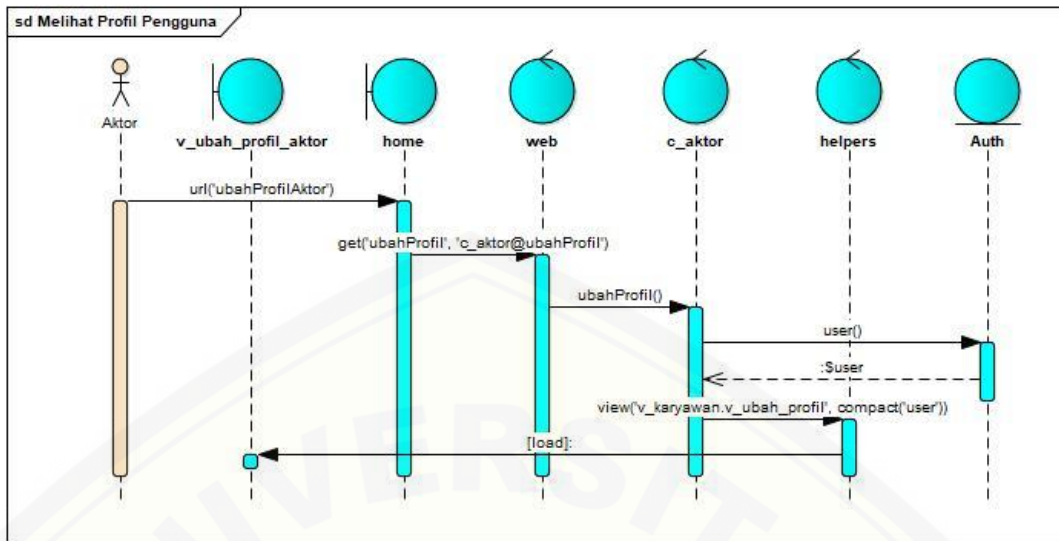 sd Melihat Profil Pengguna
Aktor
v_ubah_profil_aktor
home
web
c_aktor
helpers
Auth
url('ubahProfilAktor')
get('ubahProfil', 'c_aktor@ubahProfil')
ubahProfil()
user()
:$user
view('v_karyawan.v_ubah_profil', compact('user'))
[load]:
UNIVERSIT